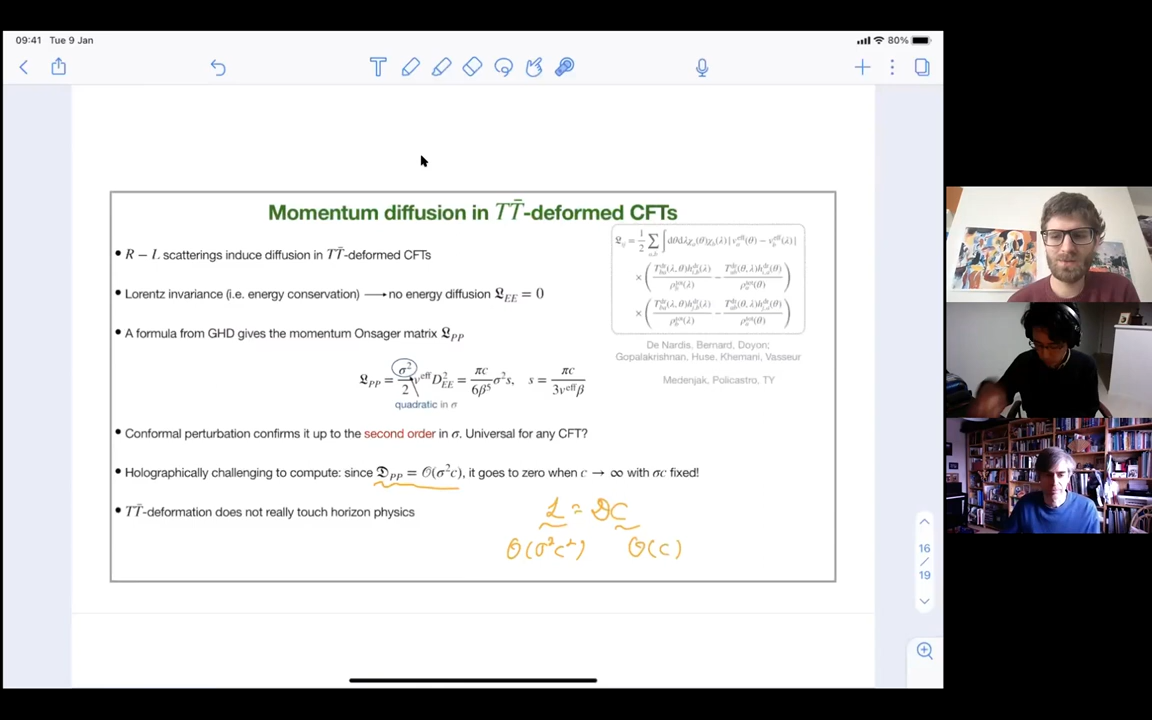 09:41 Tue 9 Jan
80%
Momentum diffusion in TT̄-deformed CFTs
• R − L scatterings induce diffusion in TT̄-deformed CFTs
• Lorentz invariance (i.e. energy conservation) ⟶ no energy diffusion 𝔏_EE = 0
• A formula from GHD gives the momentum Onsager matrix 𝔏_PP
De Nardis, Bernard, Doyon;
Gopalakrishnan, Huse, Khemani, Vasseur
Medenjak, Policastro, TY
𝔏_PP = σ²/2 v^eff D²_EE = πc/6β⁵ σ²s, s = πc/3v^effβ
quadratic in σ
• Conformal perturbation confirms it up to the second order in σ. Universal for any CFT?
• Holographically challenging to compute: since 𝔇_PP = 𝒪(σ²c), it goes to zero when c → ∞ with σc fixed!
• TT̄-deformation does not really touch horizon physics
𝔏 = 𝔇C
O(σ²c²) O(c)
16
/
19